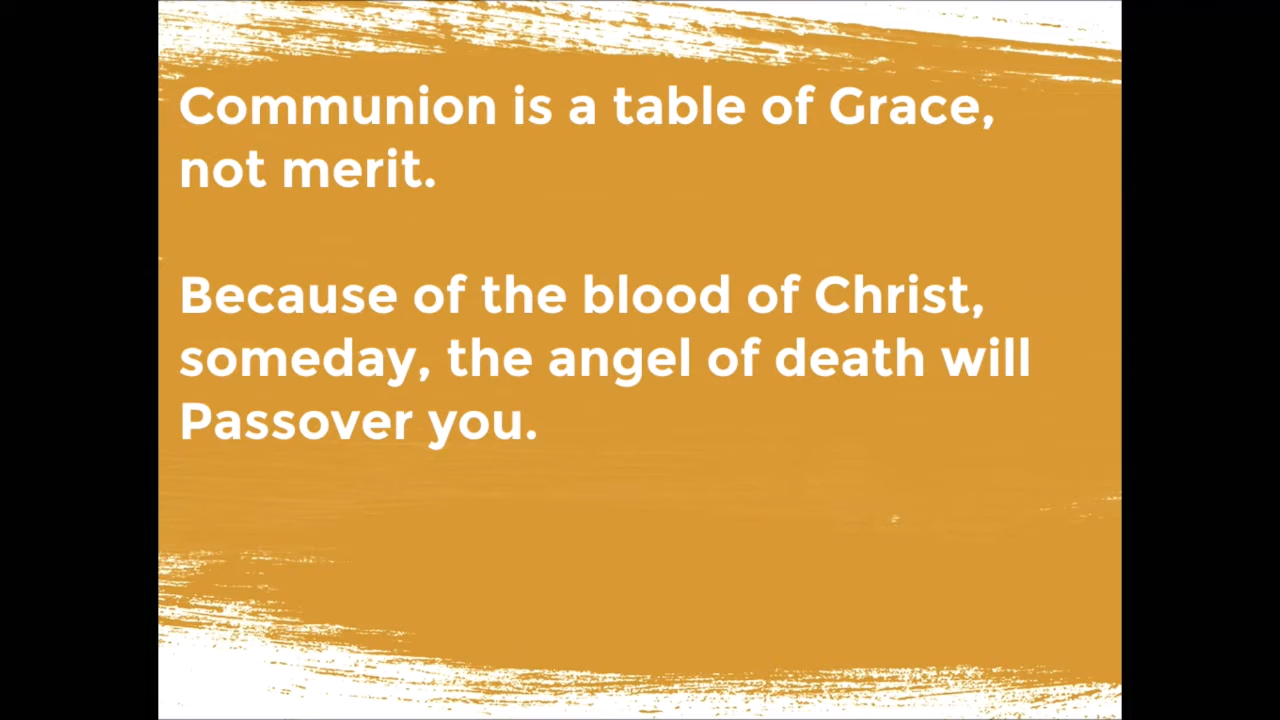 Communion is a table of Grace,
not merit.
Because of the blood of Christ,
someday, the angel of death will
Passover you.